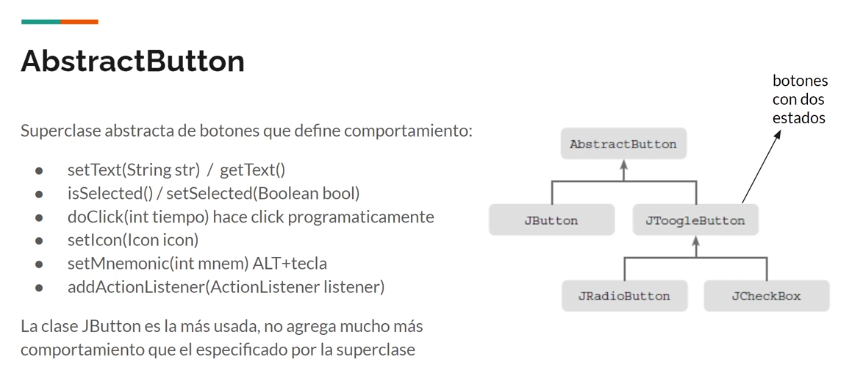 AbstractButton
Superclase abstracta de botones que define comportamiento:
● setText(String str) / getText()
● isSelected() / setSelected(Boolean bool)
● doClick(int tiempo) hace click programaticamente
● setIcon(Icon icon)
● setMnemonic(int mnem) ALT+tecla
● addActionListener(ActionListener listener)
La clase JButton es la más usada, no agrega mucho más
comportamiento que el especificado por la superclase
botones
con dos
estados
AbstractButton
JButton
JToogleButton
JRadioButton
JCheckBox